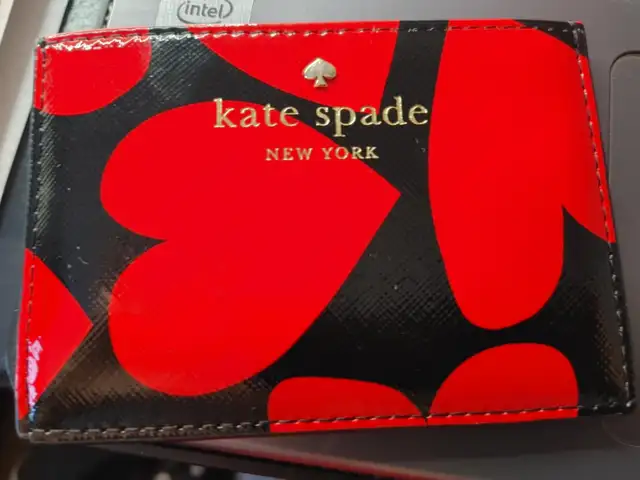 intel
kate spade
NEW YORK